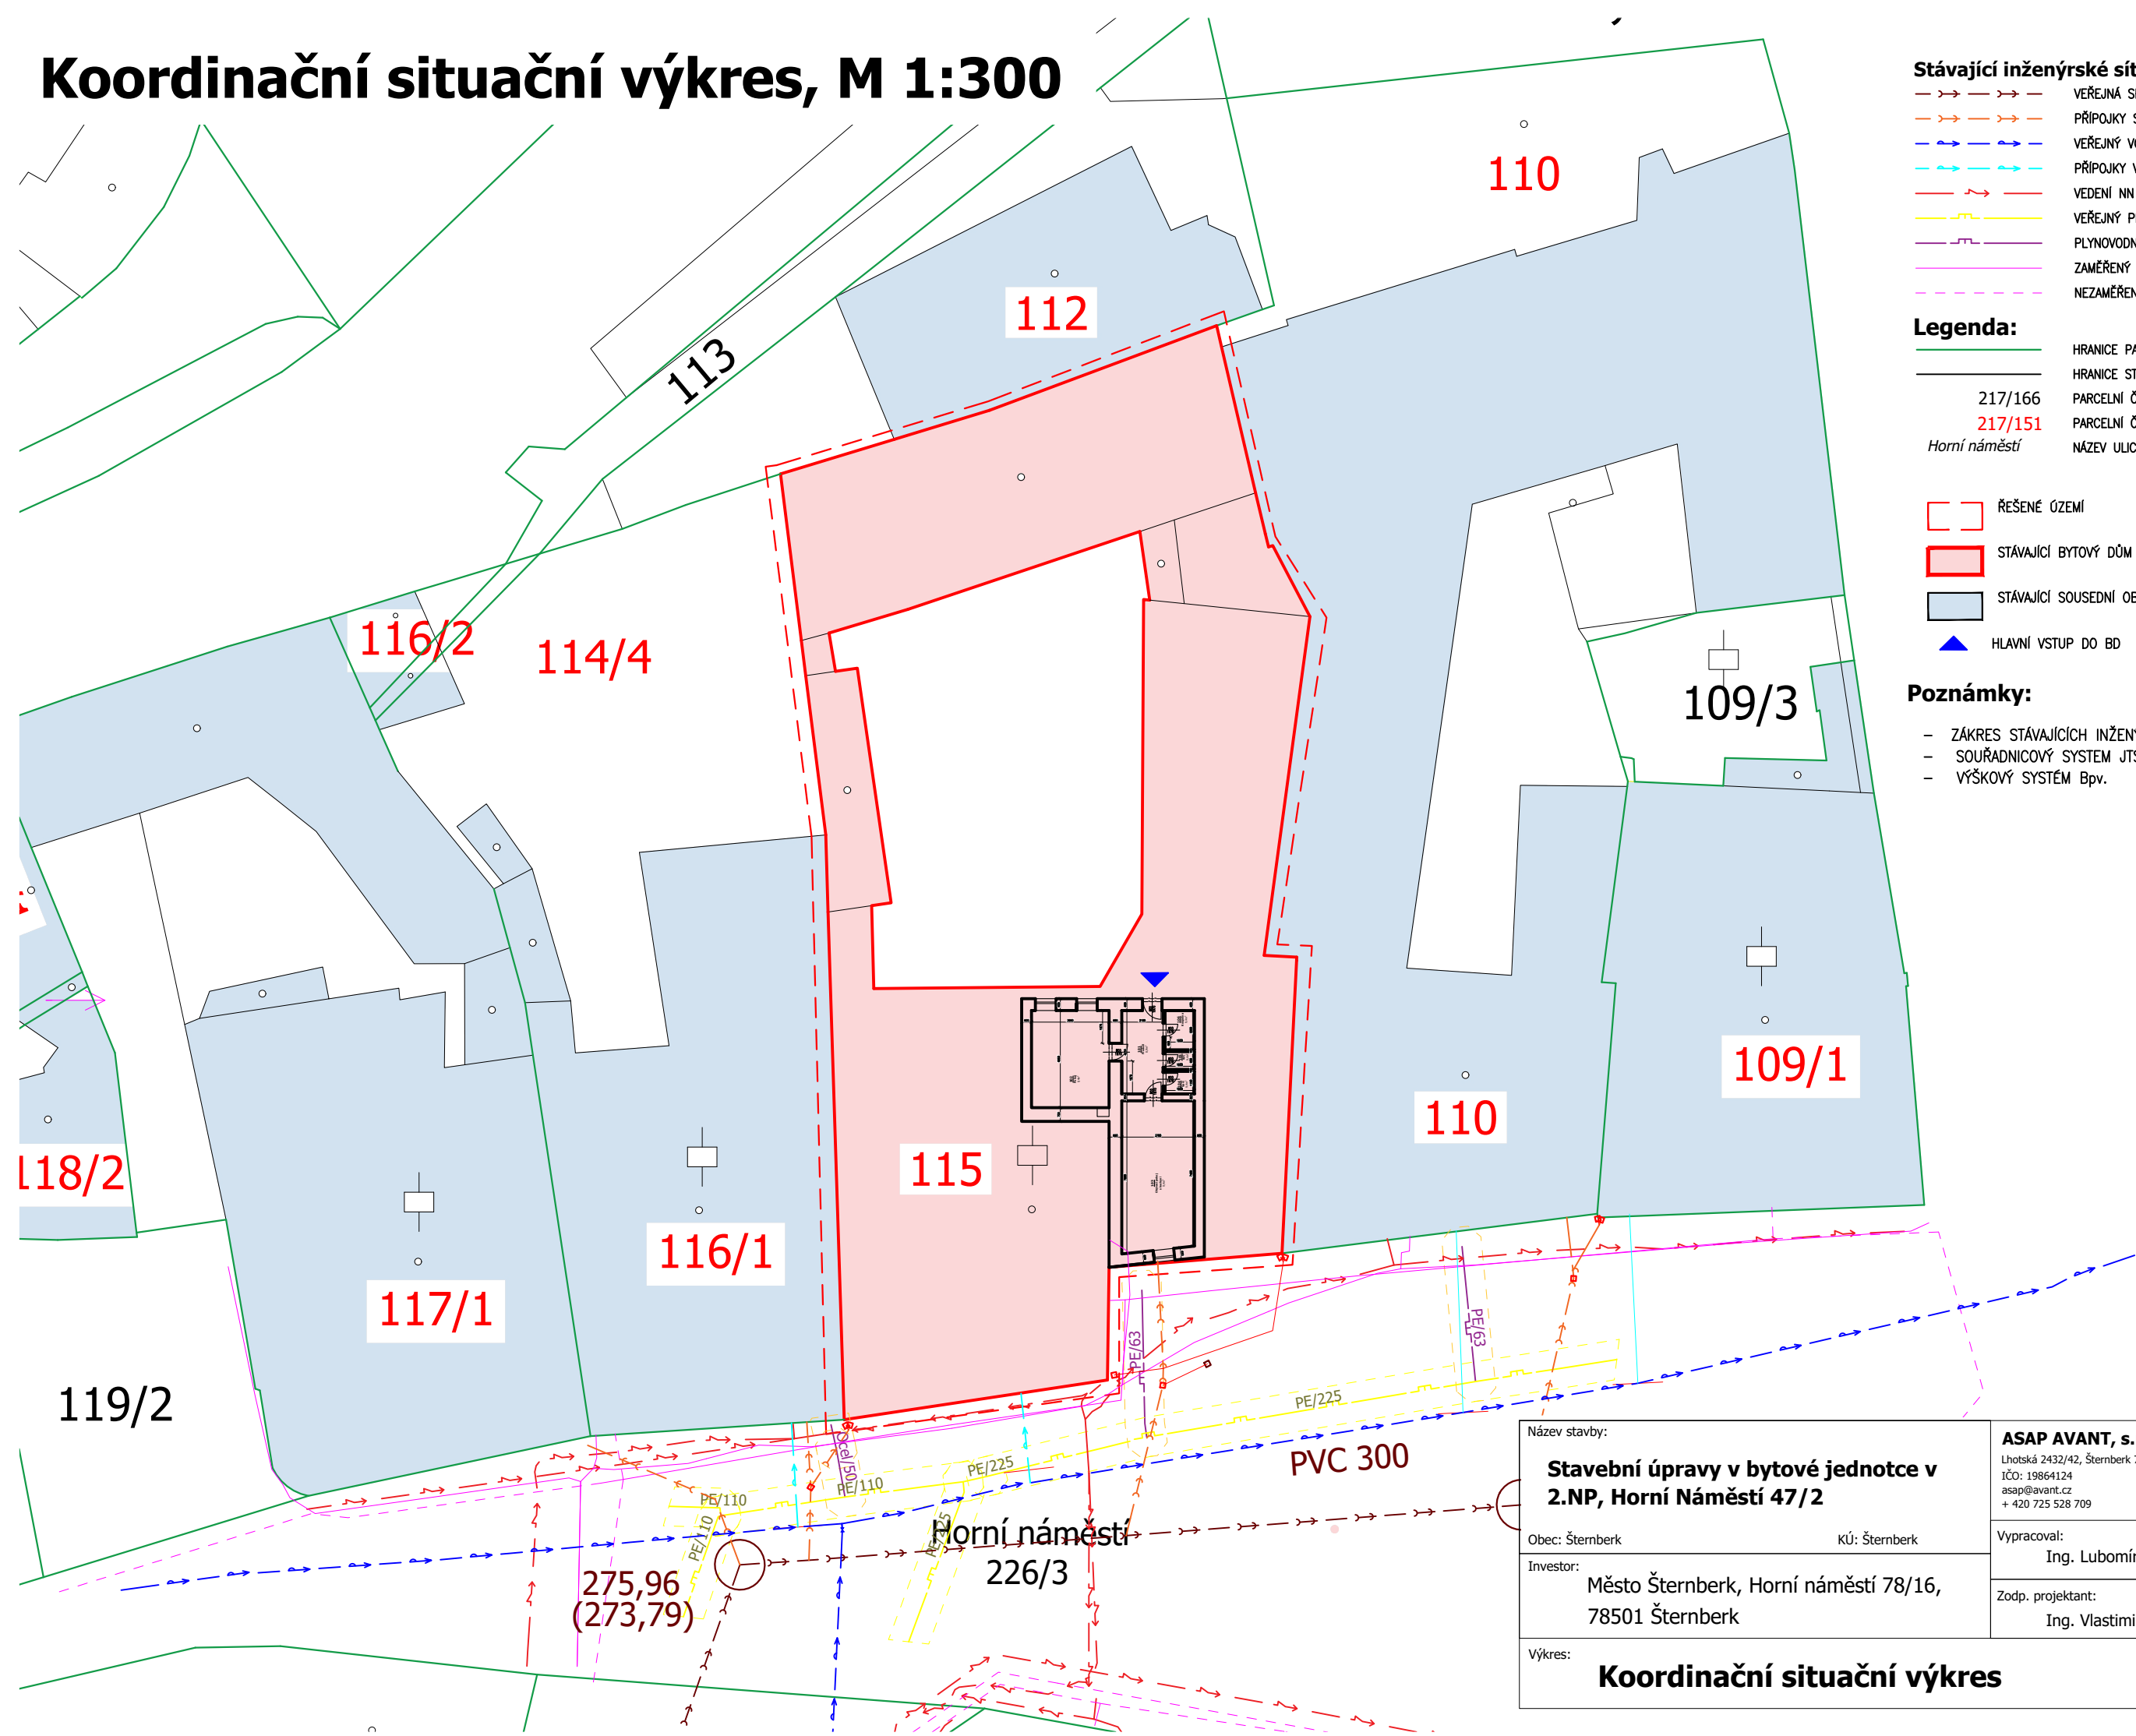 Koordinační situační výkres, M 1:300
Stávající inženýrské sít
VEŘEJNÁ
PŘÍPOJKY
VEŘEJNÝ
PŘÍPOJKY
VEDENÍ NN
VEŘEJNÝ
PLYNOVODN
ZAMĚŘENÝ
NEZAMĚŘEN
Legenda:
HRANICE
HRANICE
217/166 PARCELNÍ
217/151 PARCELNÍ
Horní náměstí NÁZEV ULIC
ŘEŠENÉ ÚZEMÍ
STÁVAJÍCÍ BYTOVÝ DŮM
STÁVAJÍCÍ SOUSEDNÍ
HLAVNÍ VSTUP DO BD
Poznámky:
– ZÁKRES STÁVAJÍCÍCH INŽEN
– SOUŘADNICOVÝ SYSTEM JTS
– VÝŠKOVÝ SYSTÉM Bpv.
110
112
113
116/2
114/4
109/3
109/1
110
115
118/2
116/1
117/1
119/2
PE/63
PE/63
PE/225
PE/225
PE/225
PE/110
PE/110
PE/110
Ocel/50
PVC 300
Horní náměstí
226/3
275,96
(273,79)
Název stavby:
Stavební úpravy v bytové jednotce v
2.NP, Horní Náměstí 47/2
Obec: Šternberk KÚ: Šternberk
Investor:
Město Šternberk, Horní náměstí 78/16,
78501 Šternberk
Výkres:
Koordinační situační výkres
ASAP AVANT, s.
Lhotská 2432/42, Šternberk 7
IČO: 19864124
asap@avant.cz
+ 420 725 528 709
Vypracoval:
Ing. Lubomír
Zodp. projektant:
Ing. Vlastimi